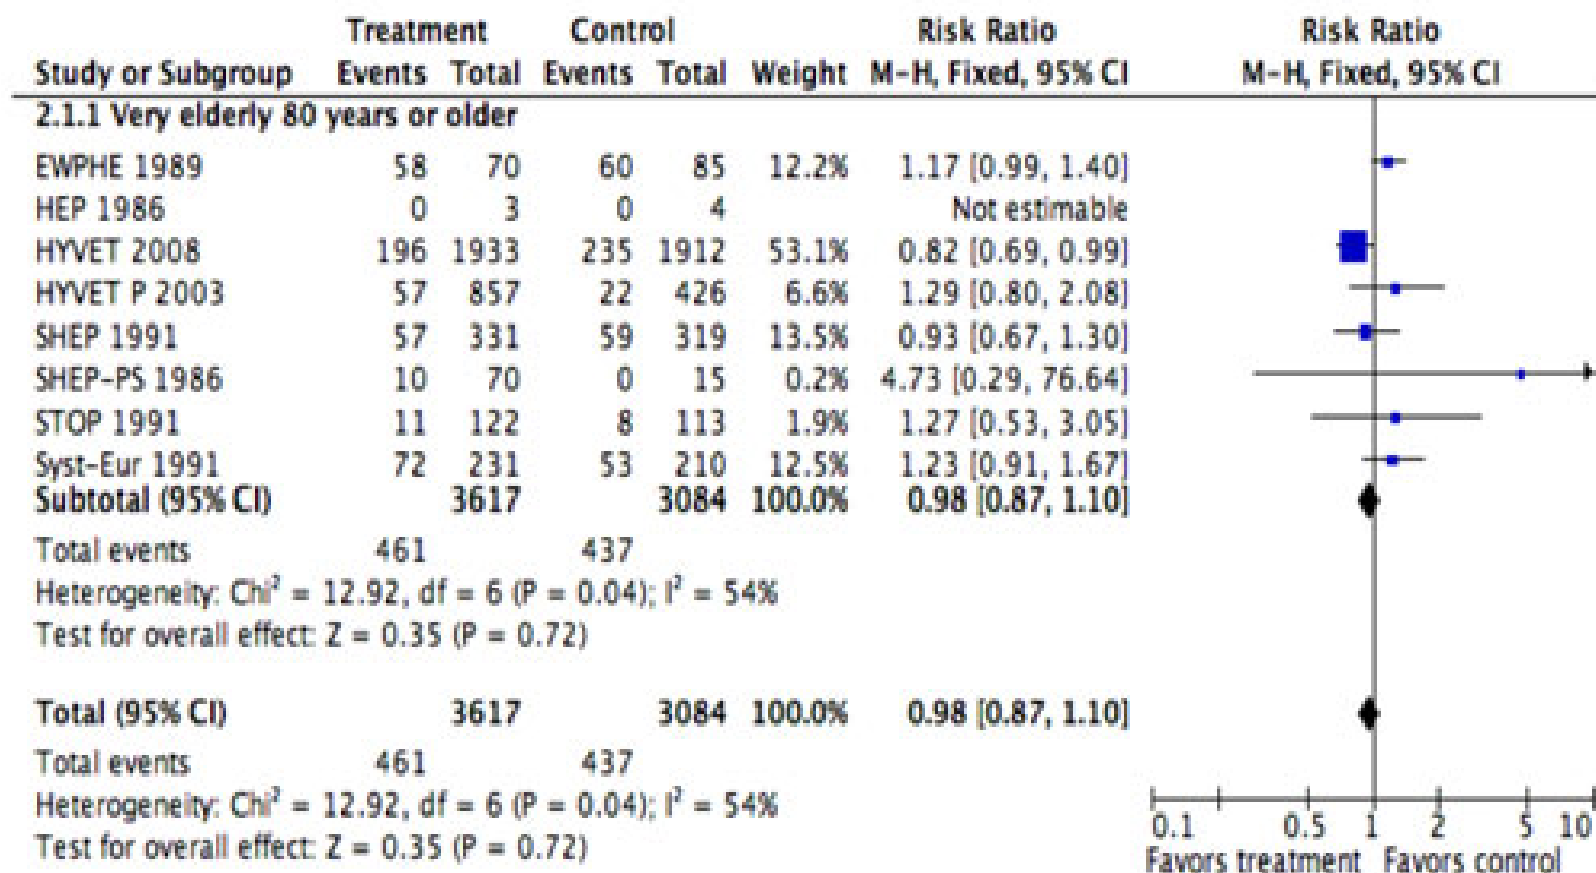 Treatment Control Risk Ratio Risk Ratio
Study or Subgroup Events Total Events Total Weight M-H, Fixed, 95% CI M-H, Fixed, 95% CI
2.1.1 Very elderly 80 years or older
EWPHE 1989 58 70 60 85 12.2% 1.17 [0.99, 1.40]
HEP 1986 0 3 0 4 Not estimable
HYVET 2008 196 1933 235 1912 53.1% 0.82 [0.69, 0.99]
HYVET P 2003 57 857 22 426 6.6% 1.29 [0.80, 2.08]
SHEP 1991 57 331 59 319 13.5% 0.93 [0.67, 1.30]
SHEP-PS 1986 10 70 0 15 0.2% 4.73 [0.29, 76.64]
STOP 1991 11 122 8 113 1.9% 1.27 [0.53, 3.05]
Syst-Eur 1991 72 231 53 210 12.5% 1.23 [0.91, 1.67]
Subtotal (95% CI) 3617 3084 100.0% 0.98 [0.87, 1.10]
Total events 461 437
Heterogeneity: Chi² = 12.92, df = 6 (P = 0.04); I² = 54%
Test for overall effect: Z = 0.35 (P = 0.72)
Total (95% CI) 3617 3084 100.0% 0.98 [0.87, 1.10]
Total events 461 437
Heterogeneity: Chi² = 12.92, df = 6 (P = 0.04); I² = 54%
Test for overall effect: Z = 0.35 (P = 0.72)
0.1 0.5 1 2 5 10
Favors treatment Favors control